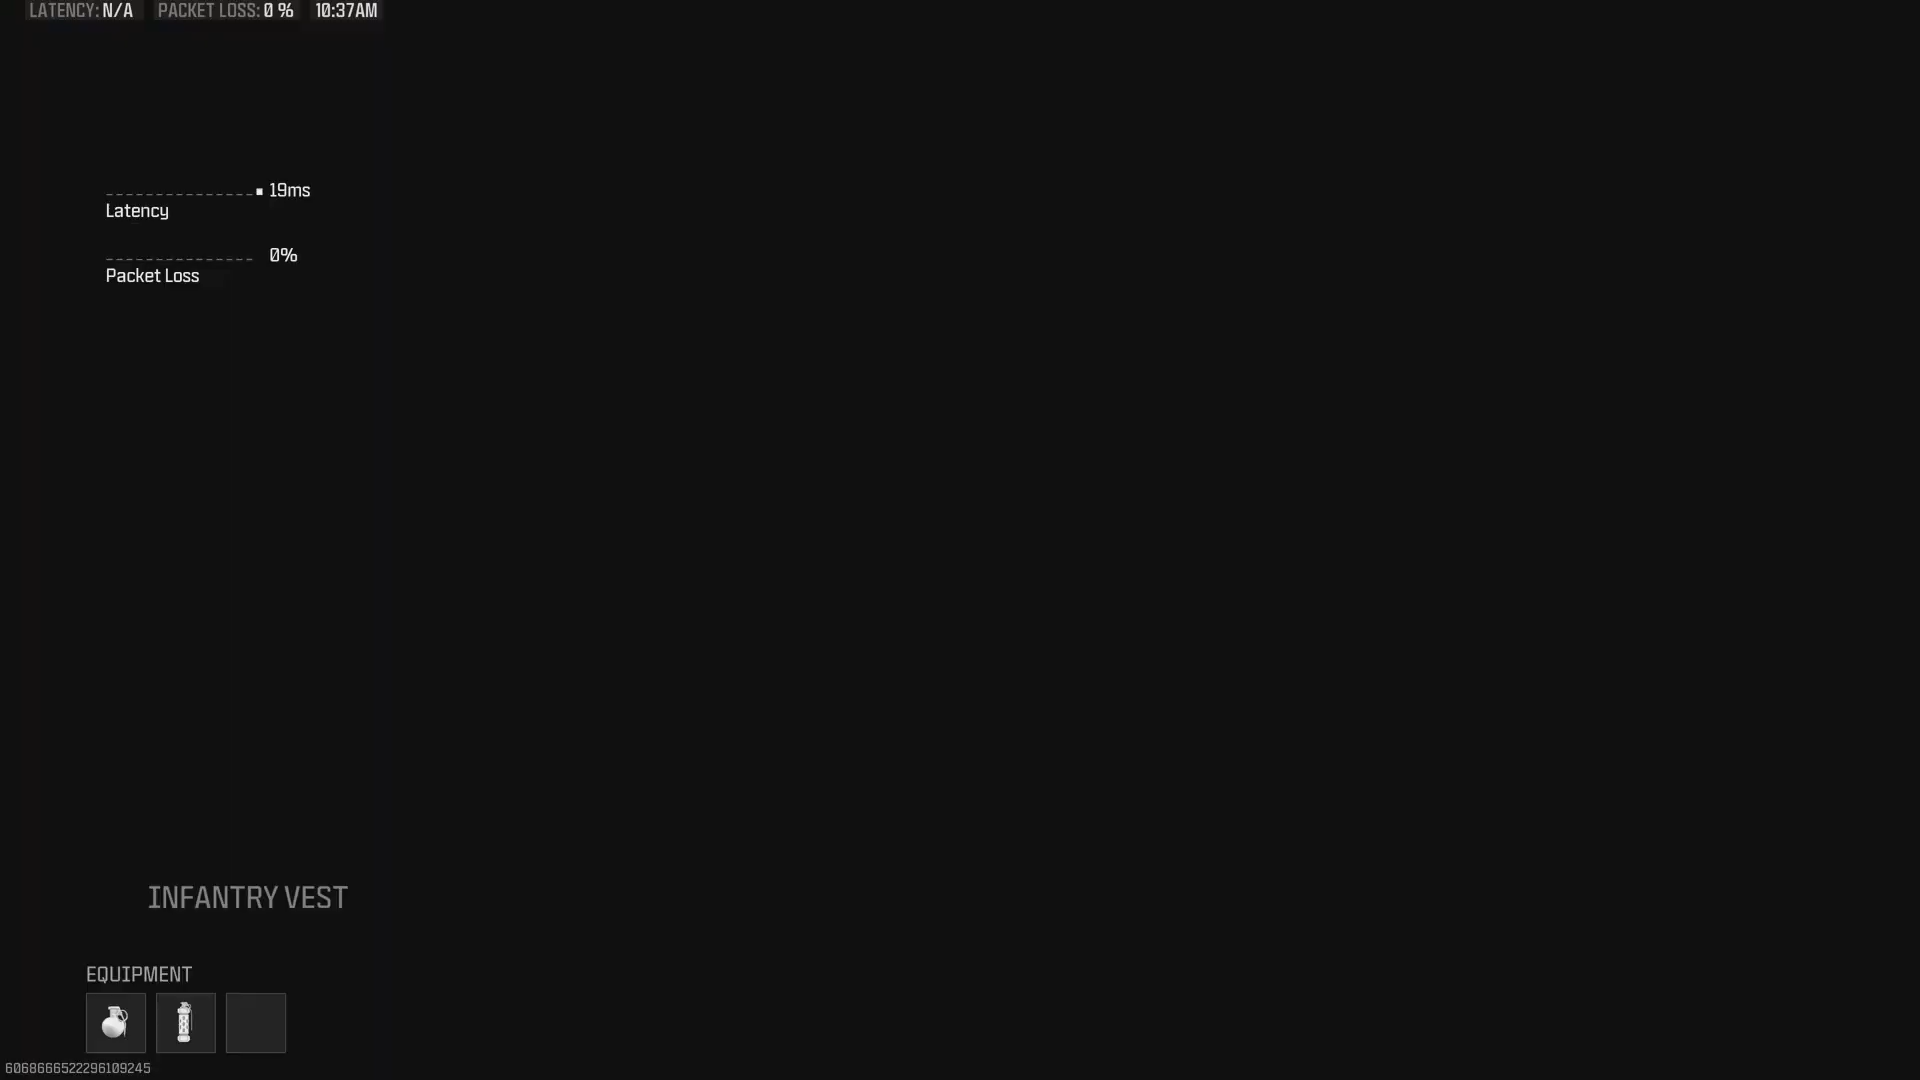 LATENCY: N/A PACKET LOSS: 0 % 10:37AM
19ms
Latency
0%
Packet Loss
INFANTRY VEST
EQUIPMENT
6068666522296109245